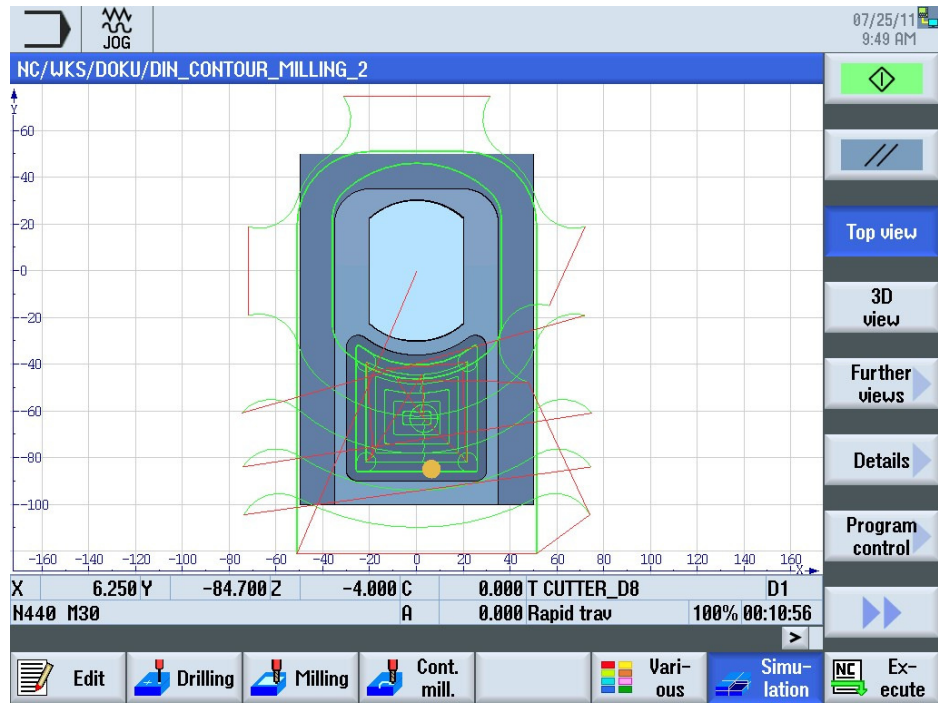 07/25/11
9:49 AM
JOG
NC/WKS/DOKU/DIN_CONTOUR_MILLING_2
Y
60
40
20
0
-20
-40
-60
-80
-100
-160 -140 -120 -100 -80 -60 -40 -20 0 20 40 60 80 100 120 140 160
X
Top view
3D
view
Further
views
Details
Program
control
X 6.250 Y -84.700 Z -4.000 C 0.000 T CUTTER_D8 D1
N440 M30 A 0.000 Rapid trav 100% 00:10:56
>
Edit
Drilling
Milling
Cont.
mill.
Vari-
ous
Simu-
lation
NC
Ex-
ecute